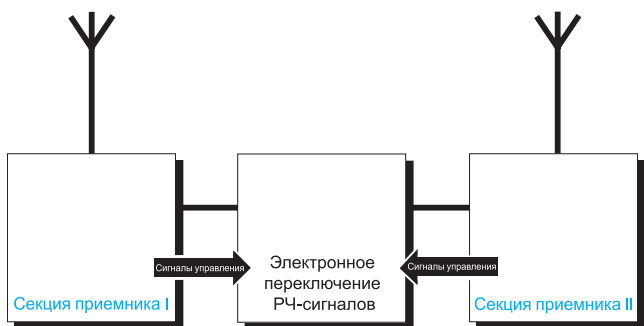 Сигналы управления
Электронное
переключение
РЧ-сигналов
Сигналы управления
Секция приемника I
Секция приемника II